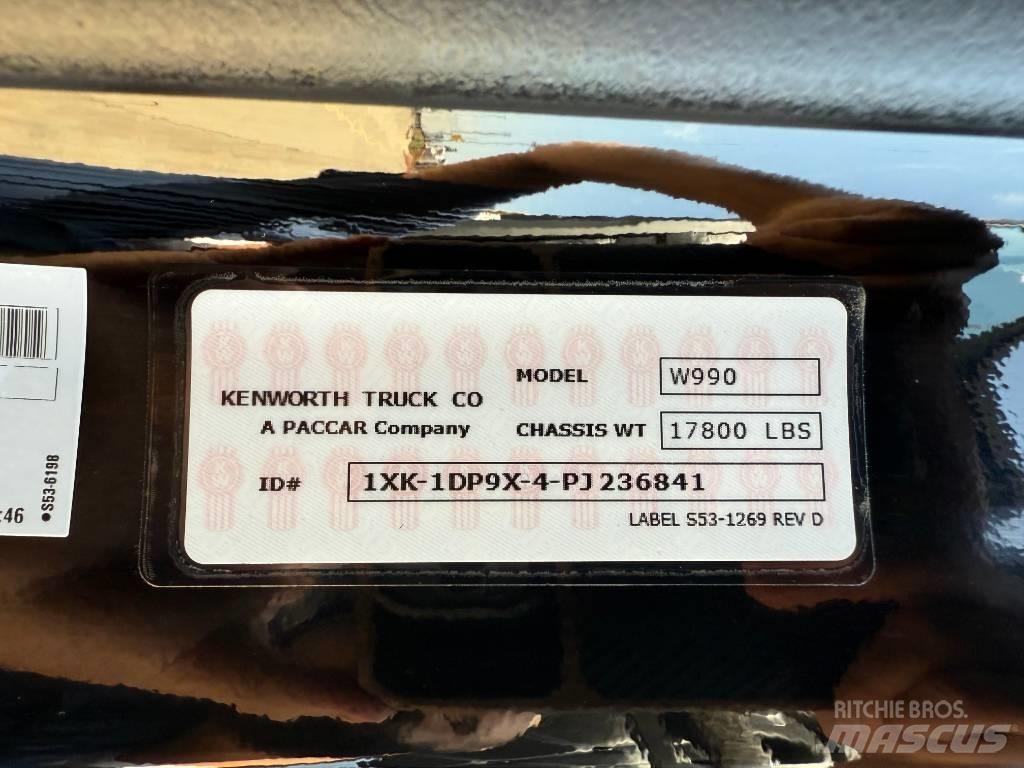 MODEL W990
KENWORTH TRUCK CO
A PACCAR Company
CHASSIS WT 17800 LBS
ID# 1XK-1DP9X-4-PJ236841
LABEL S53-1269 REV D
:46
●S53-6198
RITCHIE BROS.
MASCUS